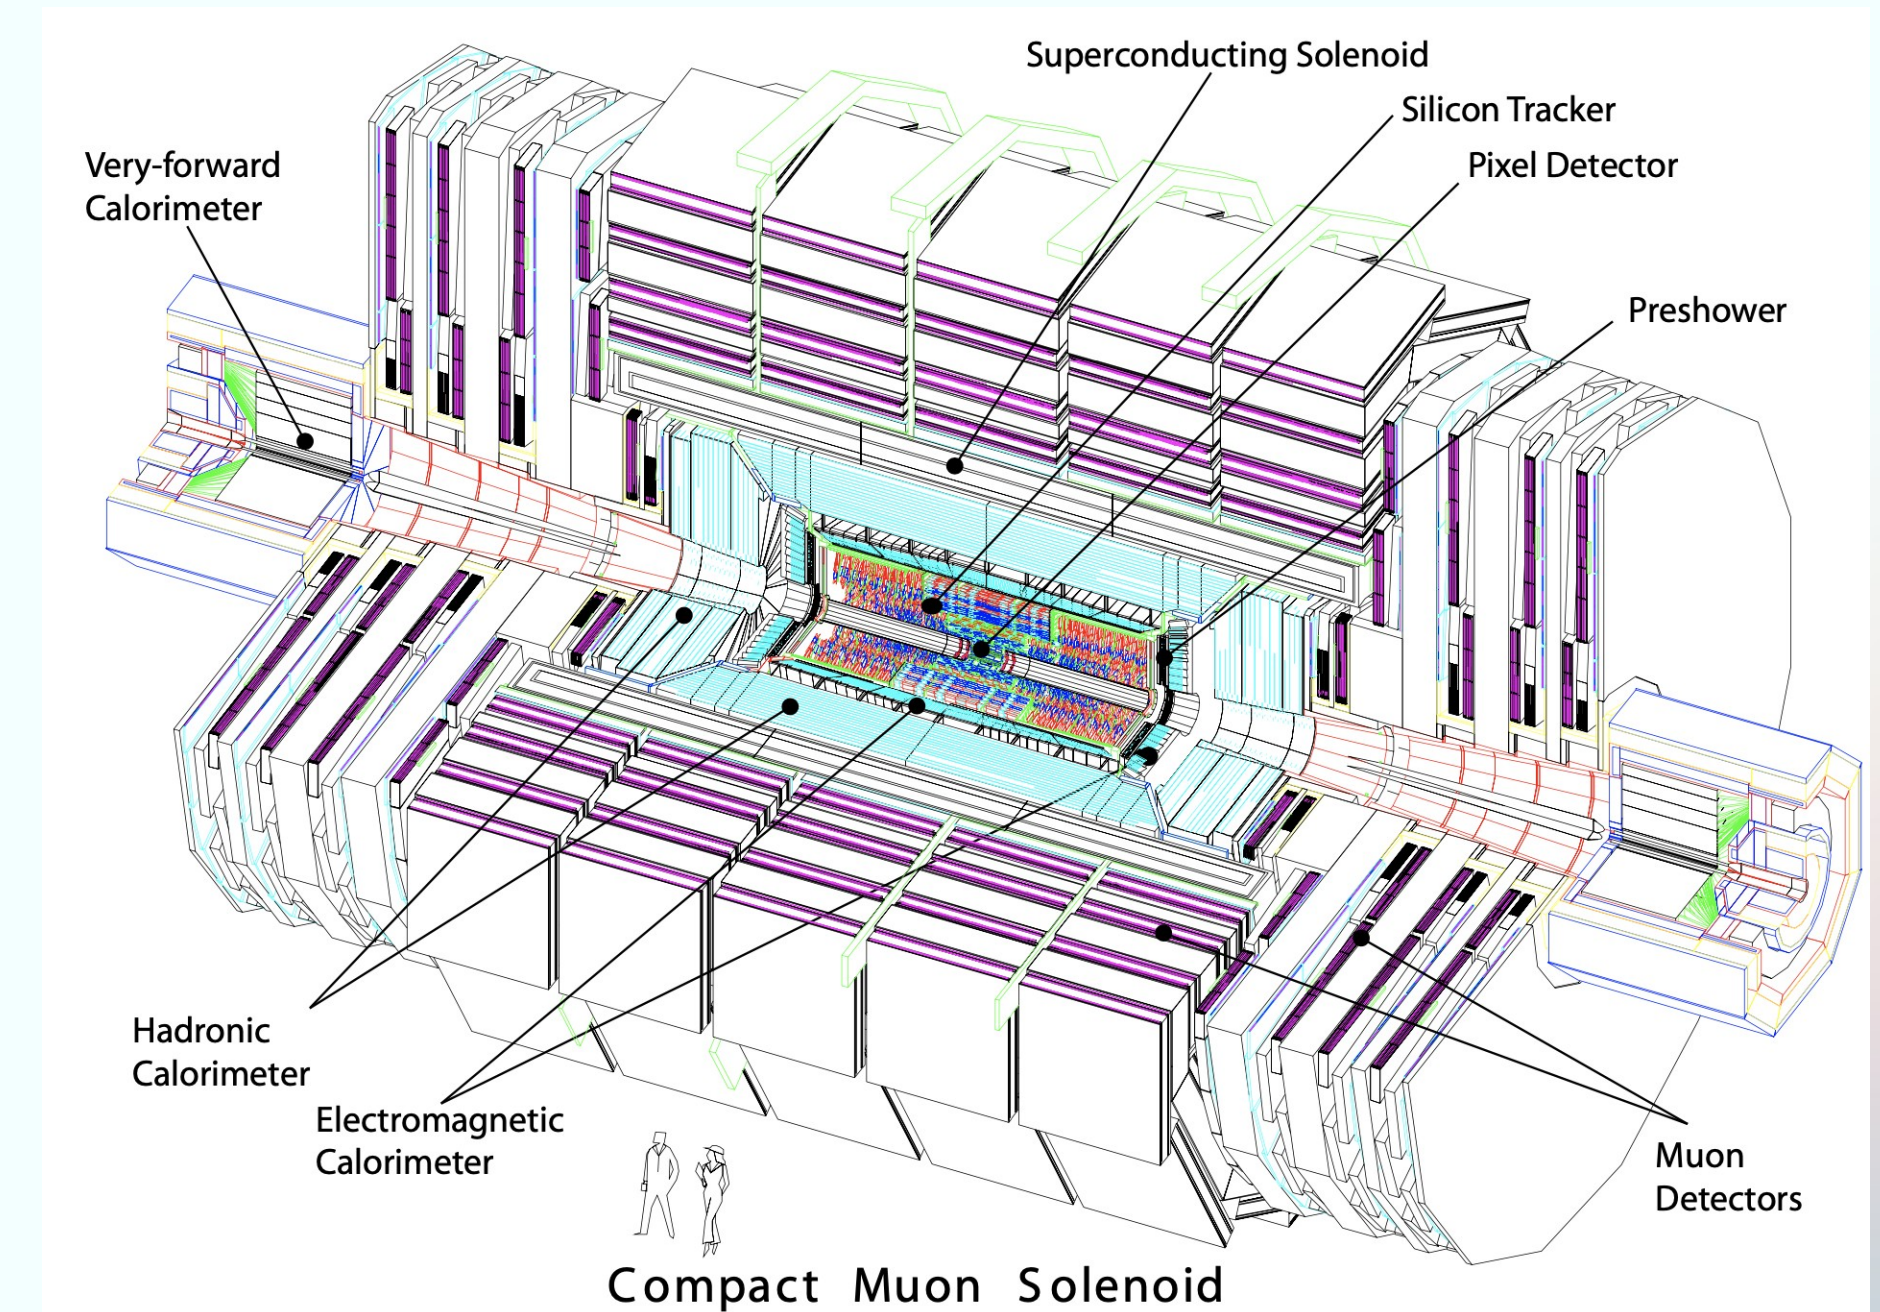 Superconducting Solenoid
Silicon Tracker
Pixel Detector
Very-forward
Calorimeter
Preshower
Hadronic
Calorimeter
Electromagnetic
Calorimeter
Muon
Detectors
Compact Muon Solenoid